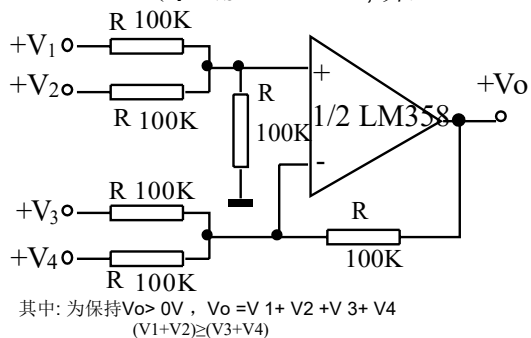 R 100K
+V1
+V2
R 100K
R
100K
+
1/2 LM358
-
+Vo
R 100K
+V3
+V4
R 100K
R
100K
其中: 为保持Vo> 0V ，Vo =V 1+ V2 +V 3+ V4
(V1+V2)≥(V3+V4)